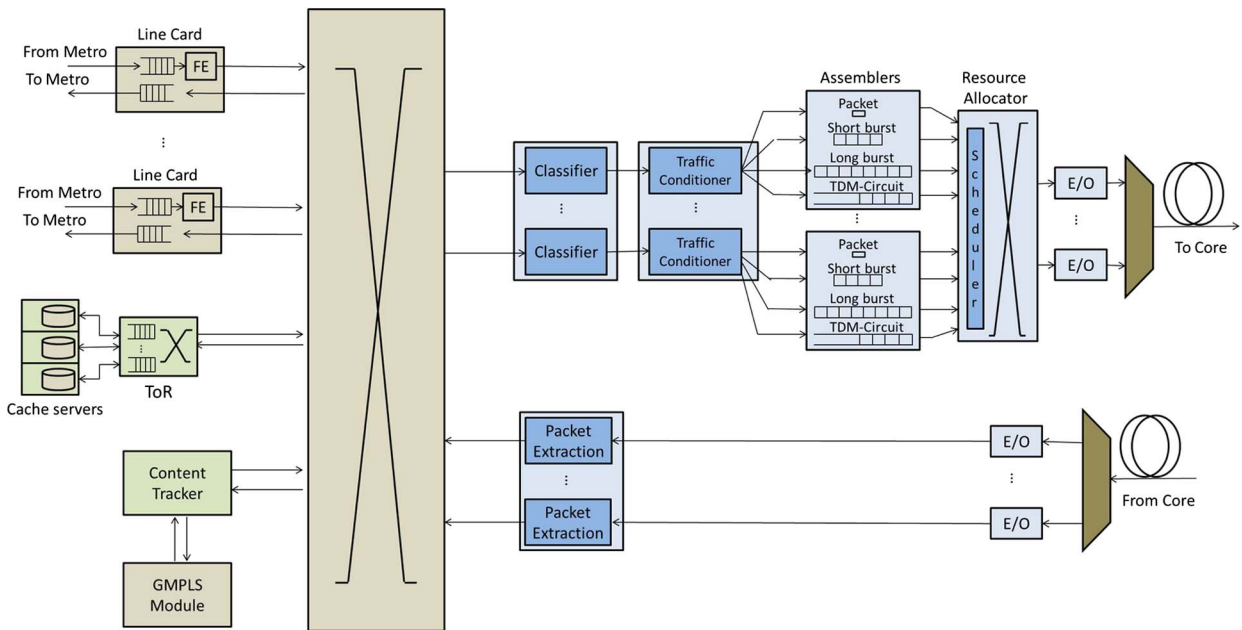 Line Card
From Metro
FE
To Metro
Line Card
From Metro
FE
To Metro
Cache servers
ToR
Content
Tracker
GMPLS
Module
Classifier
Classifier
Traffic
Conditioner
Traffic
Conditioner
Assemblers
Packet
Short burst
Long burst
TDM-Circuit
Packet
Short burst
Long burst
TDM-Circuit
Resource
Allocator
Scheduler
E/O
E/O
To Core
Packet
Extraction
Packet
Extraction
E/O
E/O
From Core